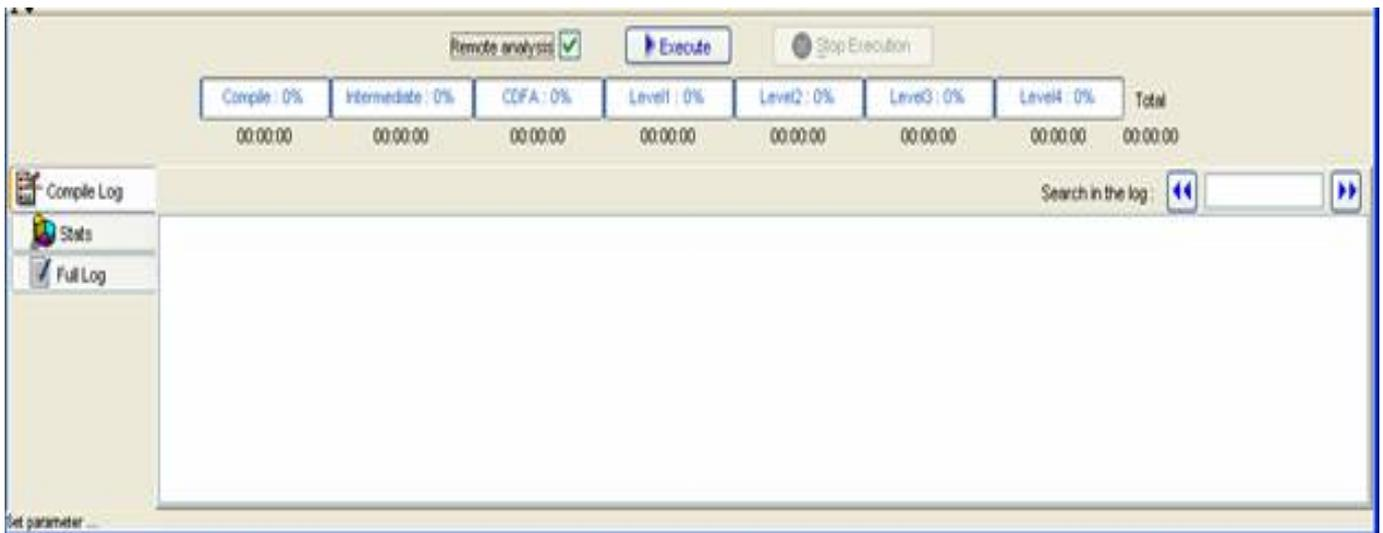 Remote analysis Execute Stop Execution
Compile : 0% Intermediate : 0% CDFA : 0% Level1 : 0% Level2 : 0% Level3 : 0% Level4 : 0% Total
00:00:00 00:00:00 00:00:00 00:00:00 00:00:00 00:00:00 00:00:00 00:00:00
Compile Log Search in the log :
Stats
Full Log
Set parameter ...